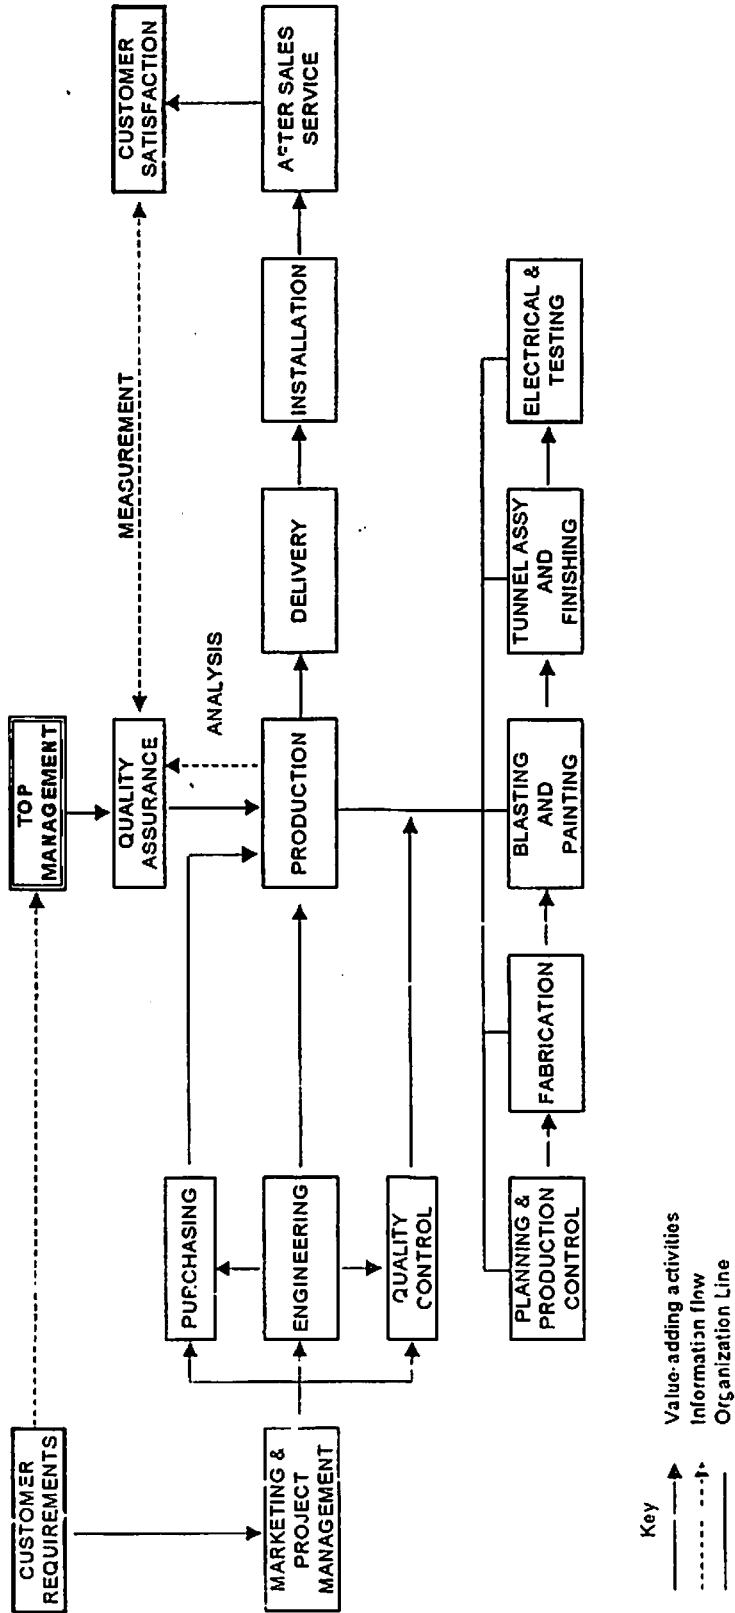 CUSTOMER
REQUIREMENTS
TOP
MANAGEMENT
QUALITY
ASSURANCE
MEASUREMENT
CUSTOMER
SATISFACTION
ANALYSIS
PURCHASING
MARKETING &
PROJECT
MANAGEMENT
ENGINEERING
PRODUCTION
DELIVERY
INSTALLATION
AFTER SALES
SERVICE
QUALITY
CONTROL
PLANNING &
PRODUCTION
CONTROL
FABRICATION
BLASTING
AND
PAINTING
TUNNEL ASSY
AND
FINISHING
ELECTRICAL &
TESTING
Key
Value-adding activities
Information flow
Organization Line